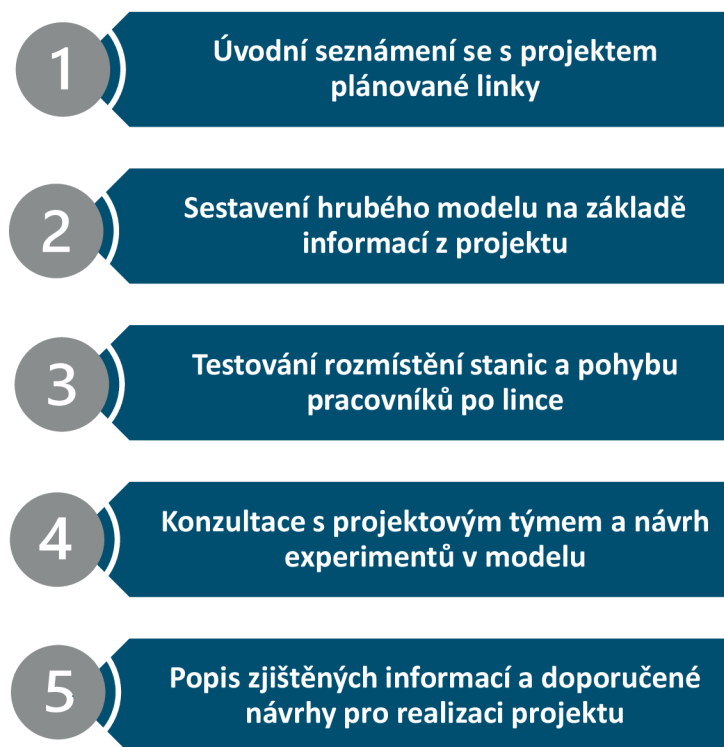 1
Úvodní seznámení se s projektem
plánované linky
2
Sestavení hrubého modelu na základě
informací z projektu
3
Testování rozmístění stanic a pohybu
pracovníků po lince
4
Konzultace s projektovým týmem a návrh
experimentů v modelu
5
Popis zjištěných informací a doporučené
návrhy pro realizaci projektu